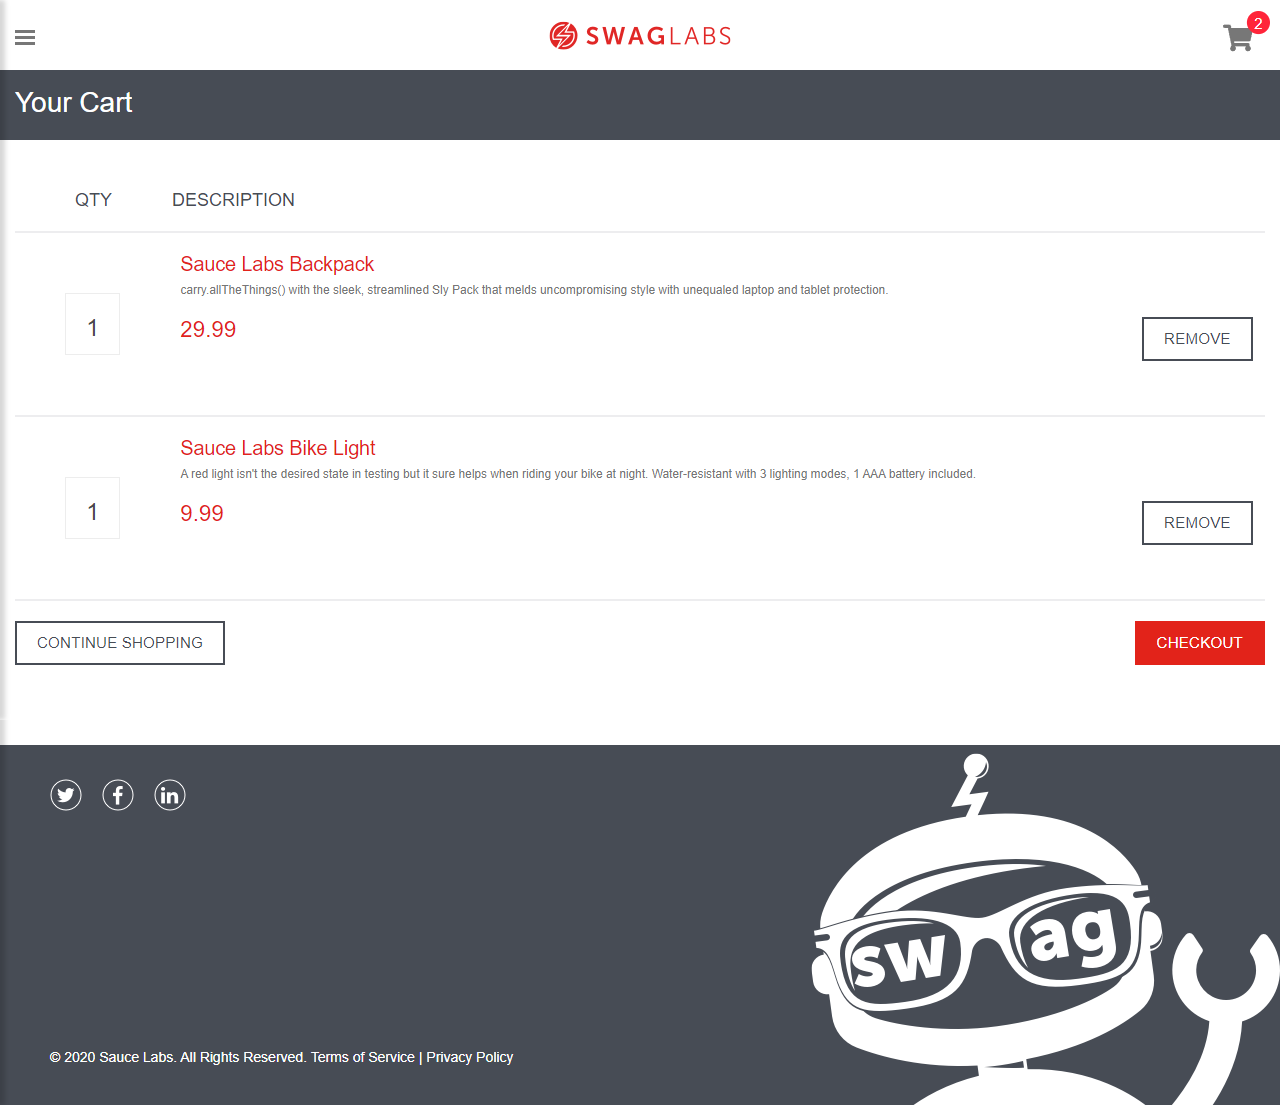 SWAGLABS
2
Your Cart
QTY DESCRIPTION
Sauce Labs Backpack
carry.allTheThings() with the sleek, streamlined Sly Pack that melds uncompromising style with unequaled laptop and tablet protection.
1
29.99
REMOVE
Sauce Labs Bike Light
A red light isn't the desired state in testing but it sure helps when riding your bike at night. Water-resistant with 3 lighting modes, 1 AAA battery included.
1
9.99
REMOVE
CONTINUE SHOPPING
CHECKOUT
in
swag
© 2020 Sauce Labs. All Rights Reserved. Terms of Service | Privacy Policy